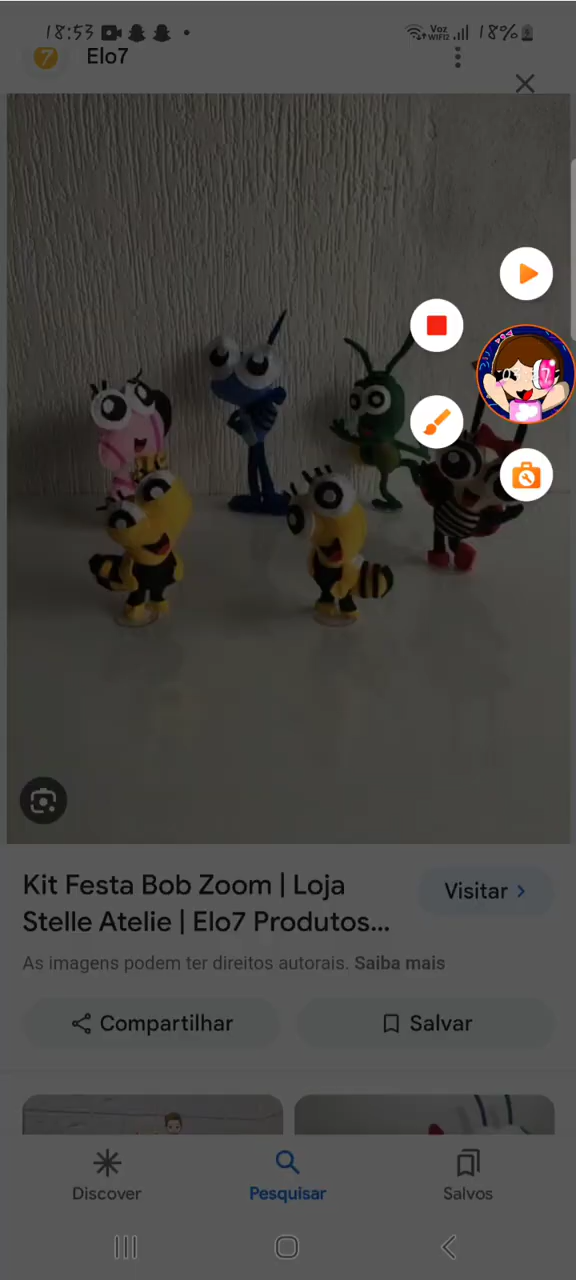 18:53
Voz
WIFI2
18%
Elo7
Kit Festa Bob Zoom | Loja
Stelle Atelie | Elo7 Produtos...
Visitar
As imagens podem ter direitos autorais. Saiba mais
Compartilhar
Salvar
Discover
Pesquisar
Salvos